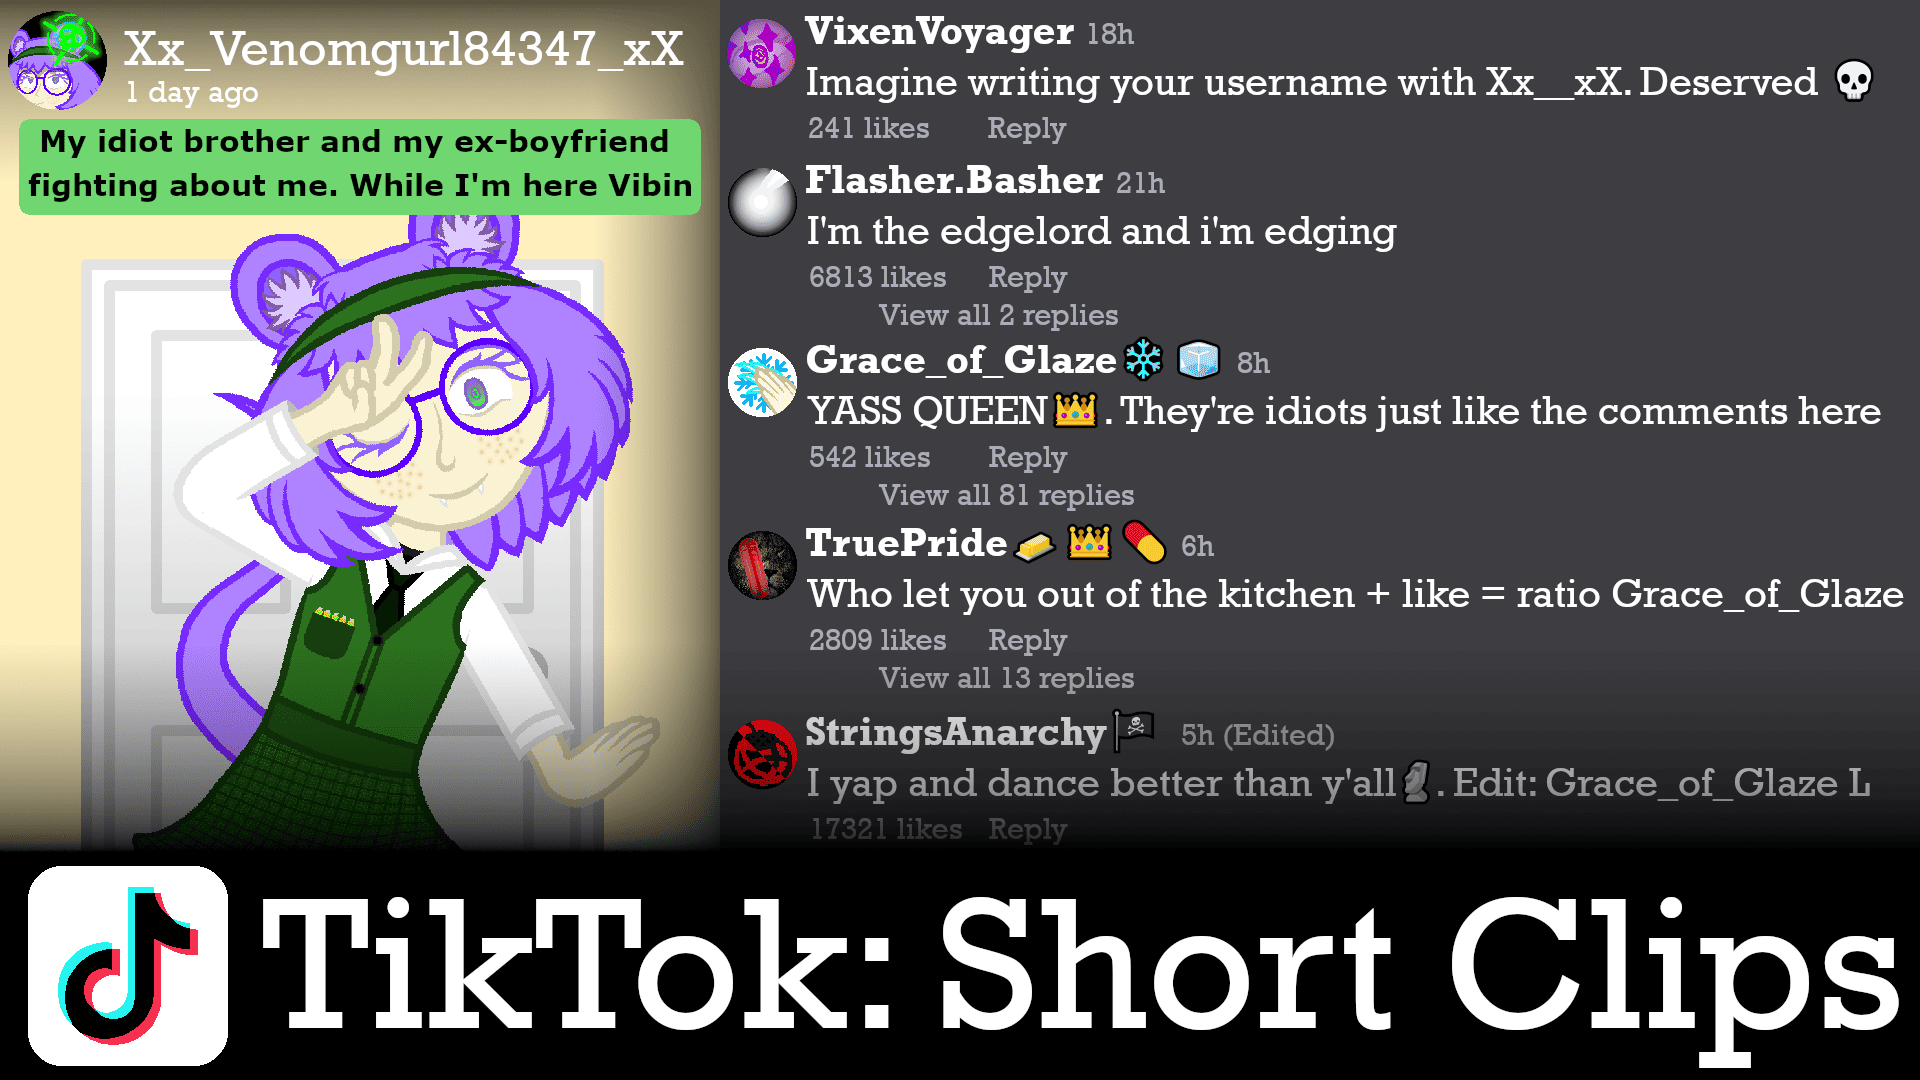 Xx_Venomgurl84347_xX
1 day ago
My idiot brother and my ex-boyfriend
fighting about me. While I'm here Vibin
VixenVoyager 18h
Imagine writing your username with Xx__xX. Deserved 💀
241 likes Reply
Flasher.Basher 21h
I'm the edgelord and i'm edging
6813 likes Reply
View all 2 replies
Grace_of_Glaze❄️🧊 8h
YASS QUEEN👑. They're idiots just like the comments here
542 likes Reply
View all 81 replies
TruePride🧈👑💊 6h
Who let you out of the kitchen + like = ratio Grace_of_Glaze
2809 likes Reply
View all 13 replies
StringsAnarchy🏴‍☠️ 5h (Edited)
I yap and dance better than y'all🗿. Edit: Grace_of_Glaze L
17321 likes Reply
TikTok: Short Clips